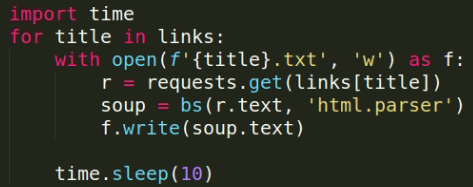 import time
for title in links:
    with open(f'{title}.txt', 'w') as f:
        r = requests.get(links[title])
        soup = bs(r.text, 'html.parser')
        f.write(soup.text)

    time.sleep(10)